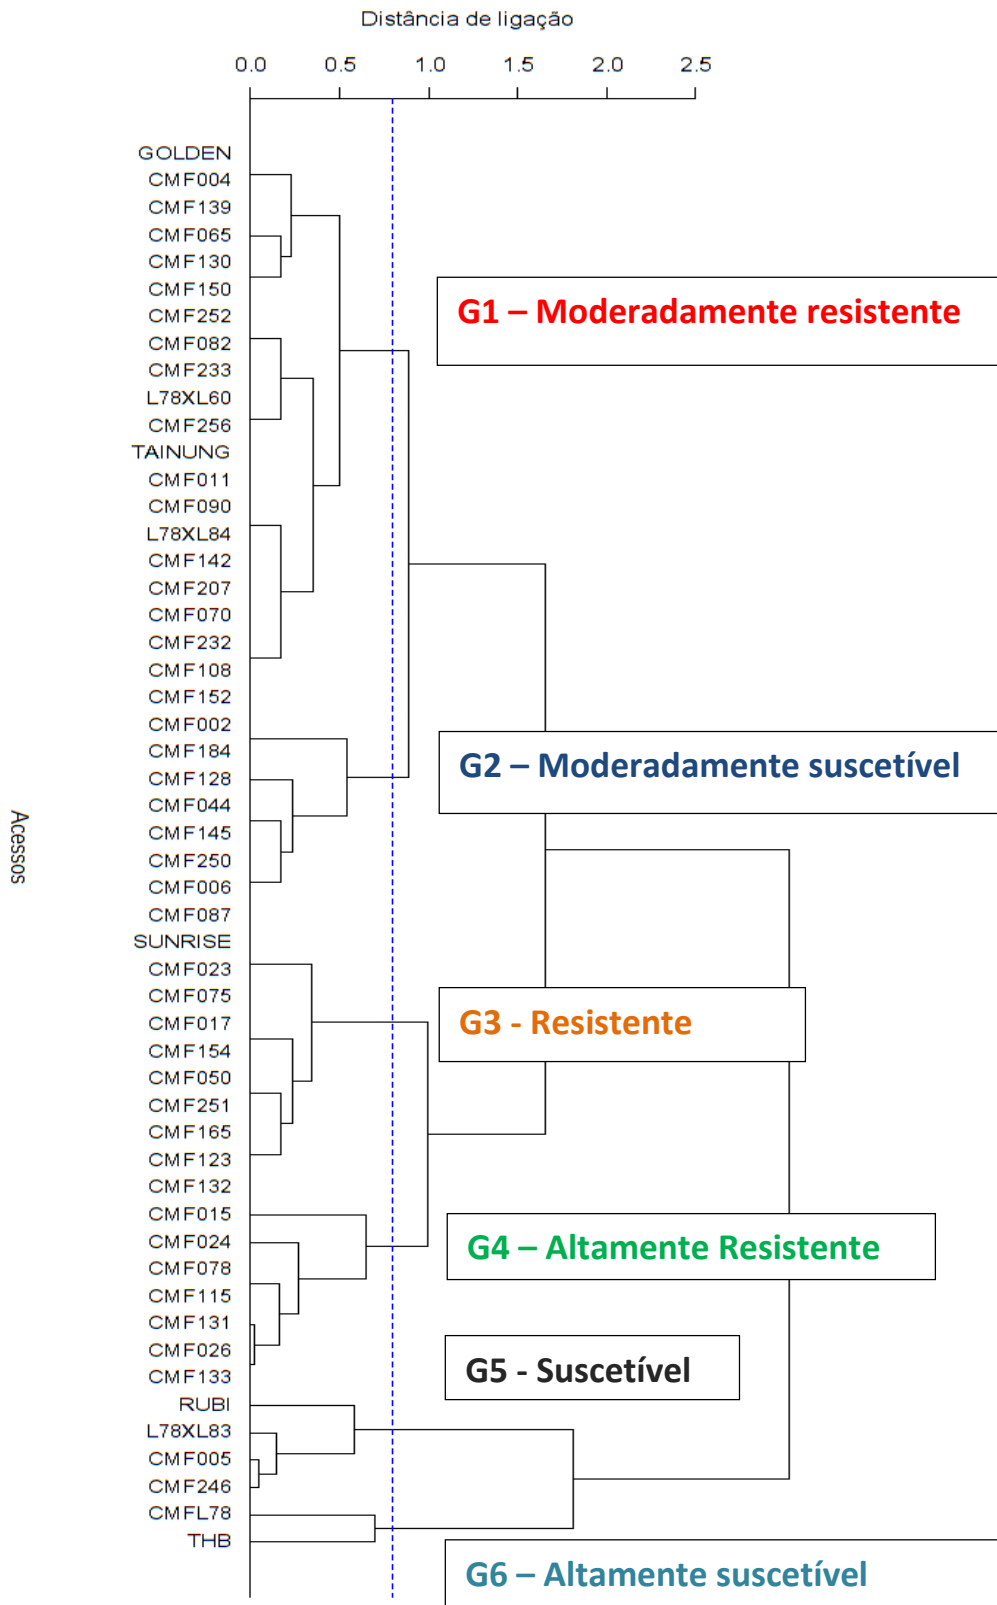 Distância de ligação
0.0 0.5 1.0 1.5 2.0 2.5
GOLDEN
CMF004
CMF139
CMF065
CMF130
CMF150
CMF252
CMF082
CMF233
L78XL60
CMF256
TAINUNG
CMF011
CMF090
L78XL84
CMF142
CMF207
CMF070
CMF232
CMF108
CMF152
CMF002
CMF184
CMF128
CMF044
CMF145
CMF250
CMF006
CMF087
SUNRISE
CMF023
CMF075
CMF017
CMF154
CMF050
CMF251
CMF165
CMF123
CMF132
CMF015
CMF024
CMF078
CMF115
CMF131
CMF026
CMF133
RUBI
L78XL83
CMF005
CMF246
CMFL78
THB
Acessos
G1 – Moderadamente resistente
G2 – Moderadamente suscetível
G3 - Resistente
G4 – Altamente Resistente
G5 - Suscetível
G6 – Altamente suscetível